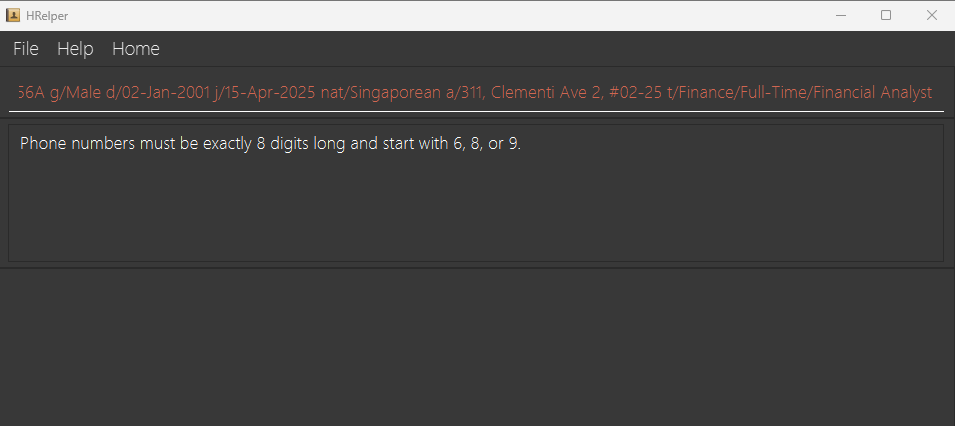 HRelper
File Help Home
56A g/Male d/02-Jan-2001 j/15-Apr-2025 nat/Singaporean a/311, Clementi Ave 2, #02-25 t/Finance/Full-Time/Financial Analyst
Phone numbers must be exactly 8 digits long and start with 6, 8, or 9.